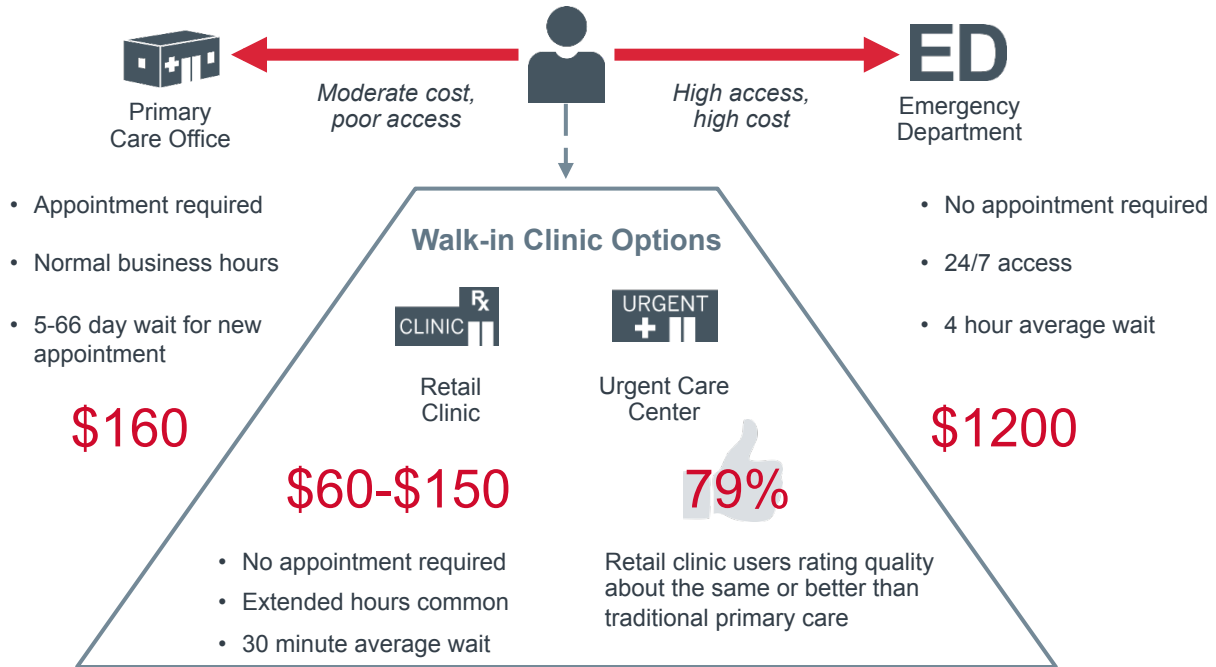 ED
Primary
Care Office
Moderate cost,
poor access
High access,
high cost
Emergency
Department
• Appointment required
• Normal business hours
• 5-66 day wait for new
appointment
$160
Walk-in Clinic Options
Rx
CLINIC
URGENT
Retail
Clinic
Urgent Care
Center
$60-$150
79%
• No appointment required
• Extended hours common
• 30 minute average wait
Retail clinic users rating quality
about the same or better than
traditional primary care
• No appointment required
• 24/7 access
• 4 hour average wait
$1200